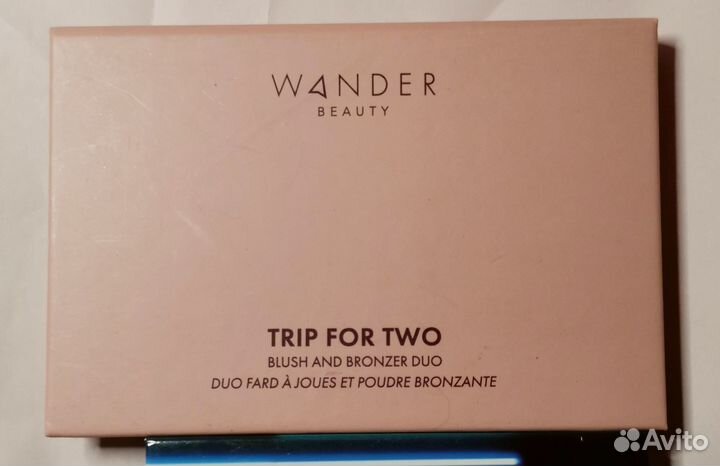 WANDER
BEAUTY
TRIP FOR TWO
BLUSH AND BRONZER DUO
DUO FARD À JOUES ET POUDRE BRONZANTE
Avito